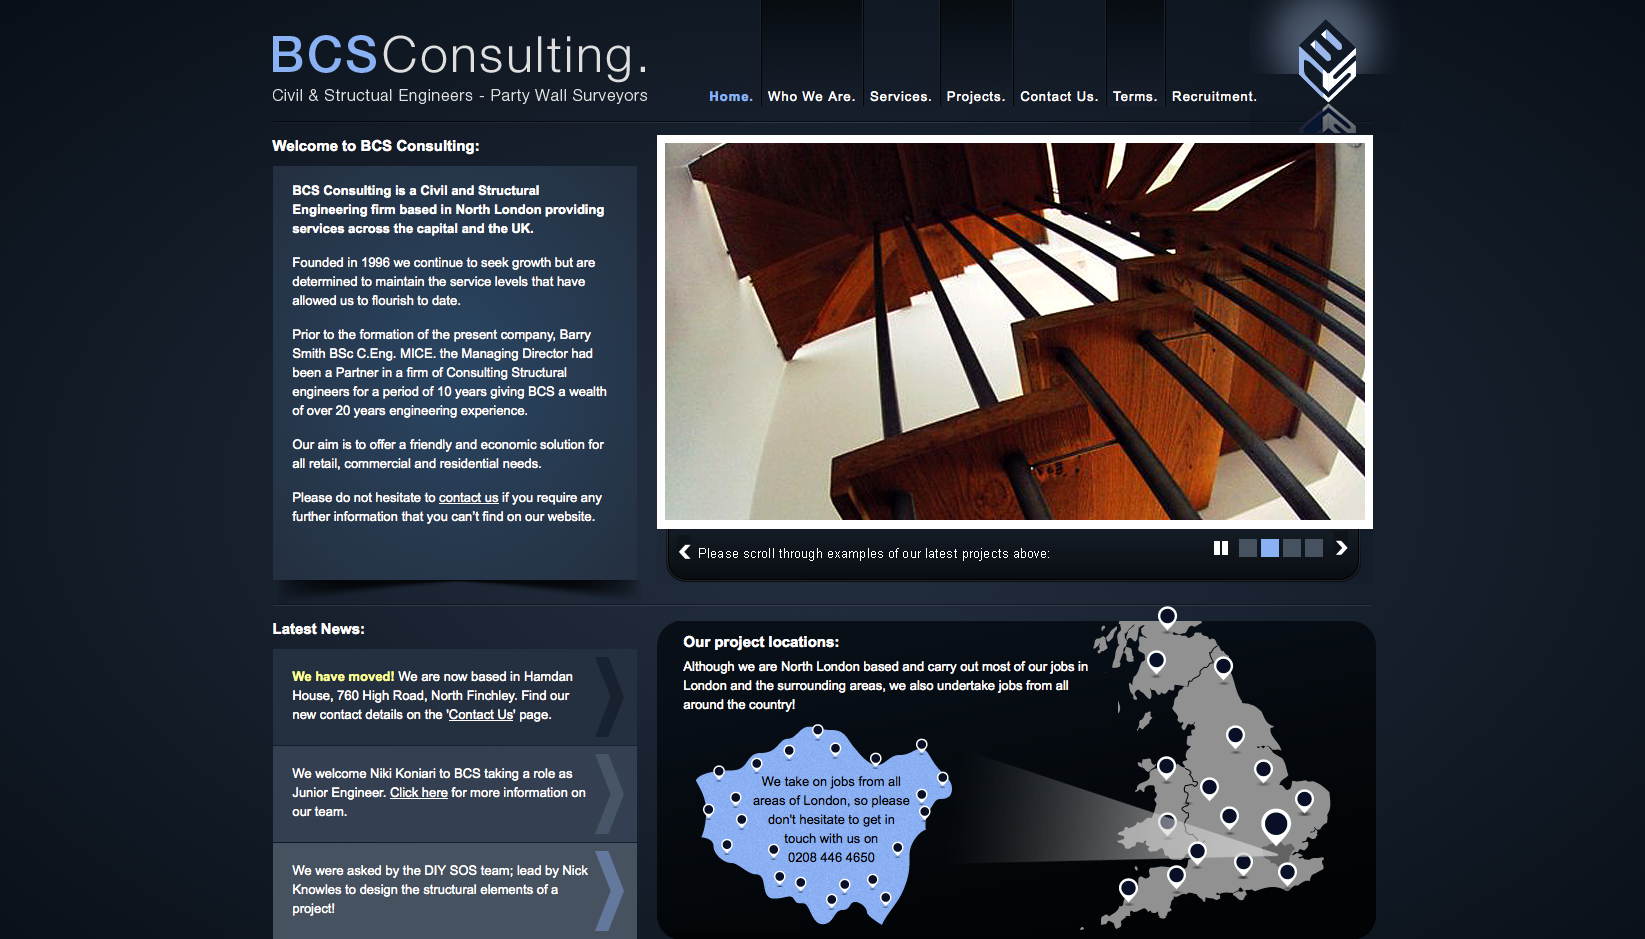 BCSConsulting.
Civil & Structual Engineers - Party Wall Surveyors
Home.
Who We Are.
Services.
Projects.
Contact Us.
Terms.
Recruitment.
Welcome to BCS Consulting:
BCS Consulting is a Civil and Structural
Engineering firm based in North London providing
services across the capital and the UK.
Founded in 1996 we continue to seek growth but are
determined to maintain the service levels that have
allowed us to flourish to date.
Prior to the formation of the present company, Barry
Smith BSc C.Eng. MICE. the Managing Director had
been a Partner in a firm of Consulting Structural
engineers for a period of 10 years giving BCS a wealth
of over 20 years engineering experience.
Our aim is to offer a friendly and economic solution for
all retail, commercial and residential needs.
Please do not hesitate to contact us if you require any
further information that you can't find on our website.
Please scroll through examples of our latest projects above:
Latest News:
We have moved! We are now based in Hamdan
House, 760 High Road, North Finchley. Find our
new contact details on the 'Contact Us' page.
We welcome Niki Koniari to BCS taking a role as
Junior Engineer. Click here for more information on
our team.
We were asked by the DIY SOS team; lead by Nick
Knowles to design the structural elements of a
project!
Our project locations:
Although we are North London based and carry out most of our jobs in
London and the surrounding areas, we also undertake jobs from all
around the country!
We take on jobs from all
areas of London, so please
don't hesitate to get in
touch with us on
0208 446 4650